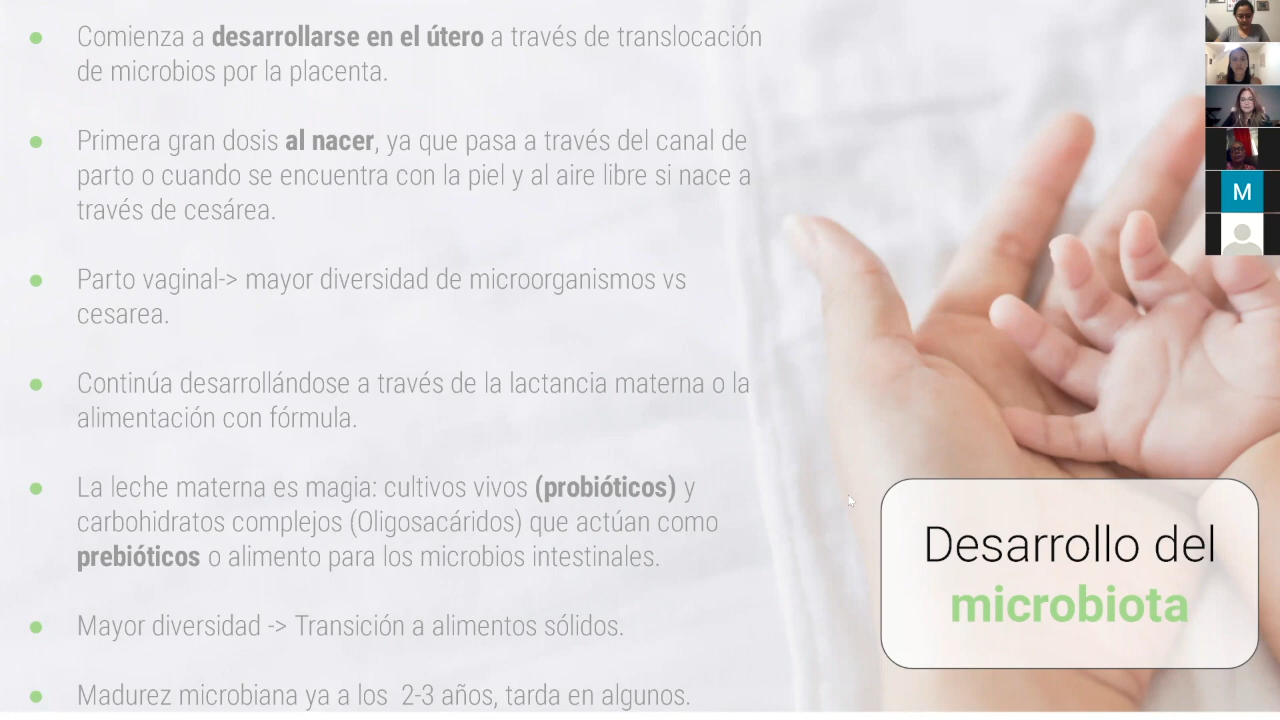 Comienza a desarrollarse en el útero a través de translocación
de microbios por la placenta.
Primera gran dosis al nacer, ya que pasa a través del canal de
parto o cuando se encuentra con la piel y al aire libre si nace a
través de cesárea.
Parto vaginal-> mayor diversidad de microorganismos vs
cesarea.
Continúa desarrollándose a través de la lactancia materna o la
alimentación con fórmula.
La leche materna es magia: cultivos vivos (probióticos) y
carbohidratos complejos (Oligosacáridos) que actúan como
prebióticos o alimento para los microbios intestinales.
Mayor diversidad -> Transición a alimentos sólidos.
Madurez microbiana ya a los 2-3 años, tarda en algunos.
Desarrollo del
microbiota
M